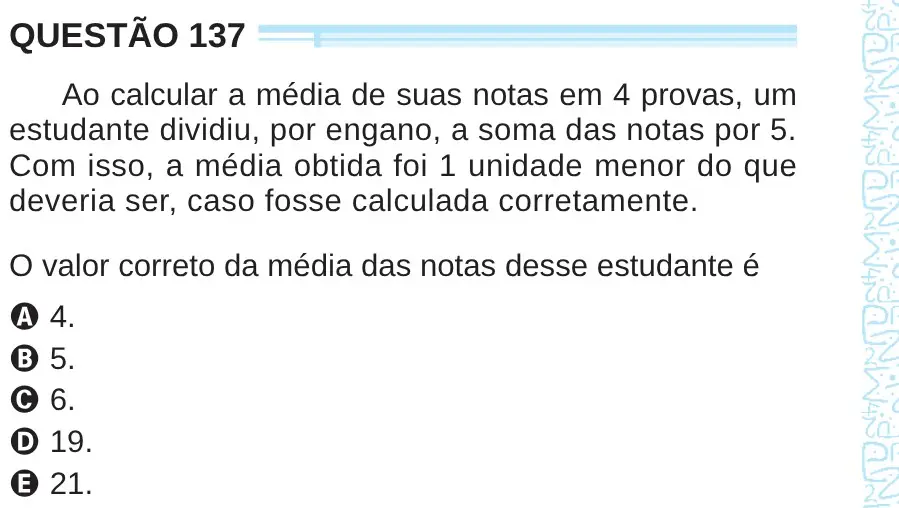 QUESTÃO 137
Ao calcular a média de suas notas em 4 provas, um
estudante dividiu, por engano, a soma das notas por 5.
Com isso, a média obtida foi 1 unidade menor do que
deveria ser, caso fosse calculada corretamente.
O valor correto da média das notas desse estudante é
A 4.
B 5.
C 6.
D 19.
E 21.